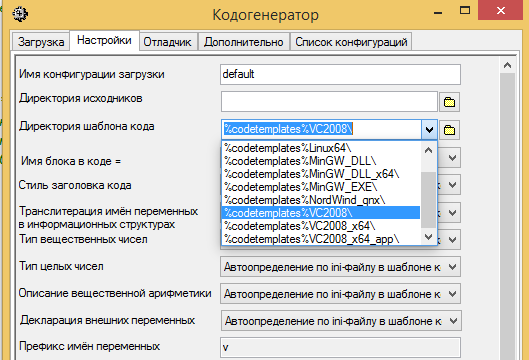 Кодогенератор
Загрузка Настройки Отладчик Дополнительно Список конфигураций
Имя конфигурации загрузки default
Директория исходников
Директория шаблона кода %codetemplates%VC2008\
%codetemplates%Linux64\
%codetemplates%MinGW_DLL\
Имя блока в коде = %codetemplates%MinGW_DLL_x64\
%codetemplates%MinGW_EXE\
Стиль заголовка кода %codetemplates%NordWind_qnx\
Транслитерация имён переменных %codetemplates%VC2008\
в информационных структурах %codetemplates%VC2008_x64\
Тип вещественных чисел %codetemplates%VC2008_x64_app\
Тип целых чисел Автоопределение по ini-файлу в шаблоне к
Описание вещественной арифметики Автоопределение по ini-файлу в шаблоне к
Декларация внешних переменных Автоопределение по ini-файлу в шаблоне к
Префикс имён переменных v